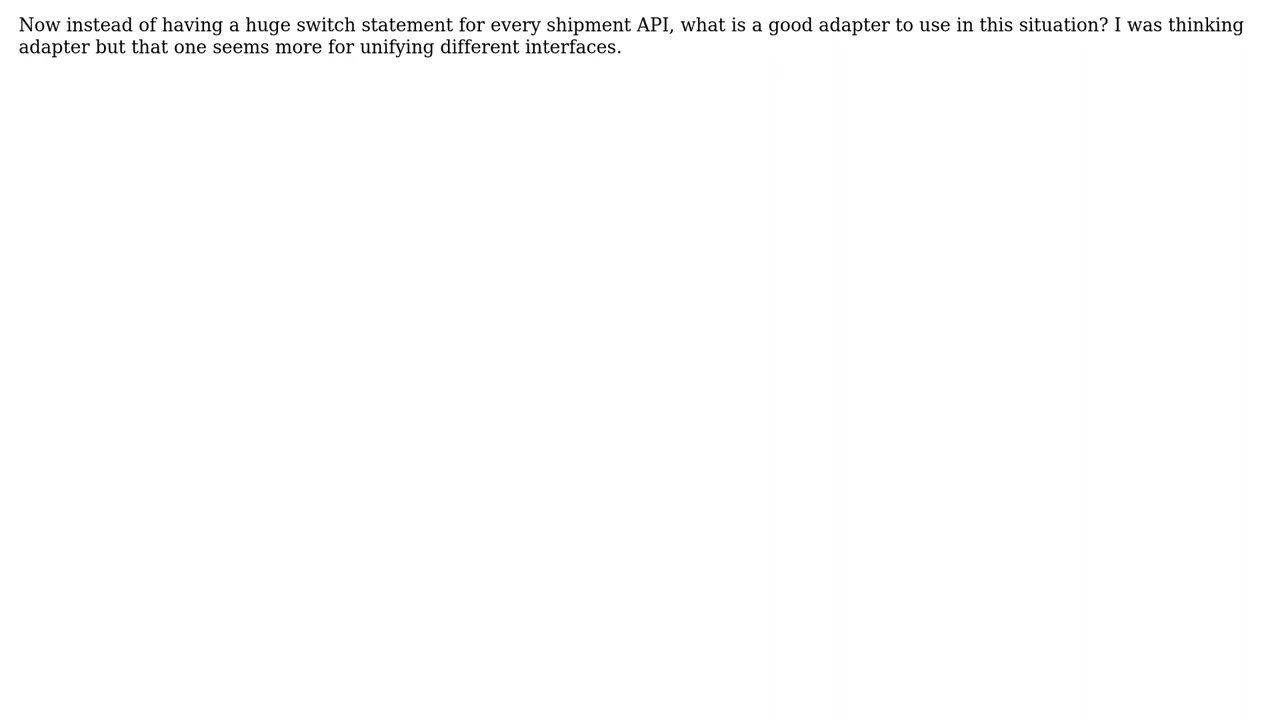 Now instead of having a huge switch statement for every shipment API, what is a good adapter to use in this situation? I was thinking
adapter but that one seems more for unifying different interfaces.